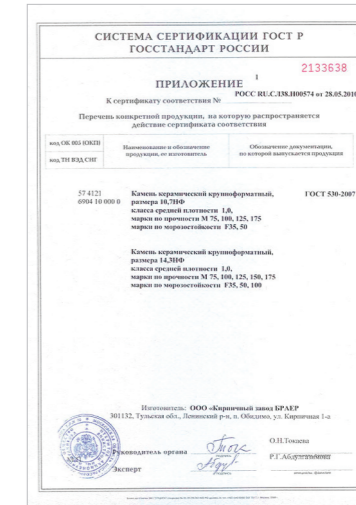 СИСТЕМА СЕРТИФИКАЦИИ ГОСТ Р
ГОССТАНДАРТ РОССИИ
2133638
ПРИЛОЖЕНИЕ 1
К сертификату соответствия № РОСС RU.СЛ38.Н00574 от 28.05.2010
Перечень конкретной продукции, на которую распространяется
действие сертификата соответствия
код ОК 005 (ОКП)
код ТН ВЭД СНГ
Наименование и обозначение
продукции, ее изготовитель
Обозначение документации,
по которой выпускается продукция
57 4121
6904 10 000 0
Камень керамический крупноформатный,
размера 10,7НФ
класса средней плотности 1,0,
марки по прочности М 75, 100, 125, 175
марки по морозостойкости F35, 50
ГОСТ 530-2007
Камень керамический крупноформатный,
размера 14,3НФ
класса средней плотности 1,0,
марки по прочности М 75, 100, 125, 150, 175
марки по морозостойкости F35, 50, 100
Изготовитель: ООО «Кирпичный завод БРАЕР
301132, Тульская обл., Ленинский р-н, п. Обидимо, ул. Кирпичная 1-а
Руководитель органа
О.Н.Токаева
Эксперт